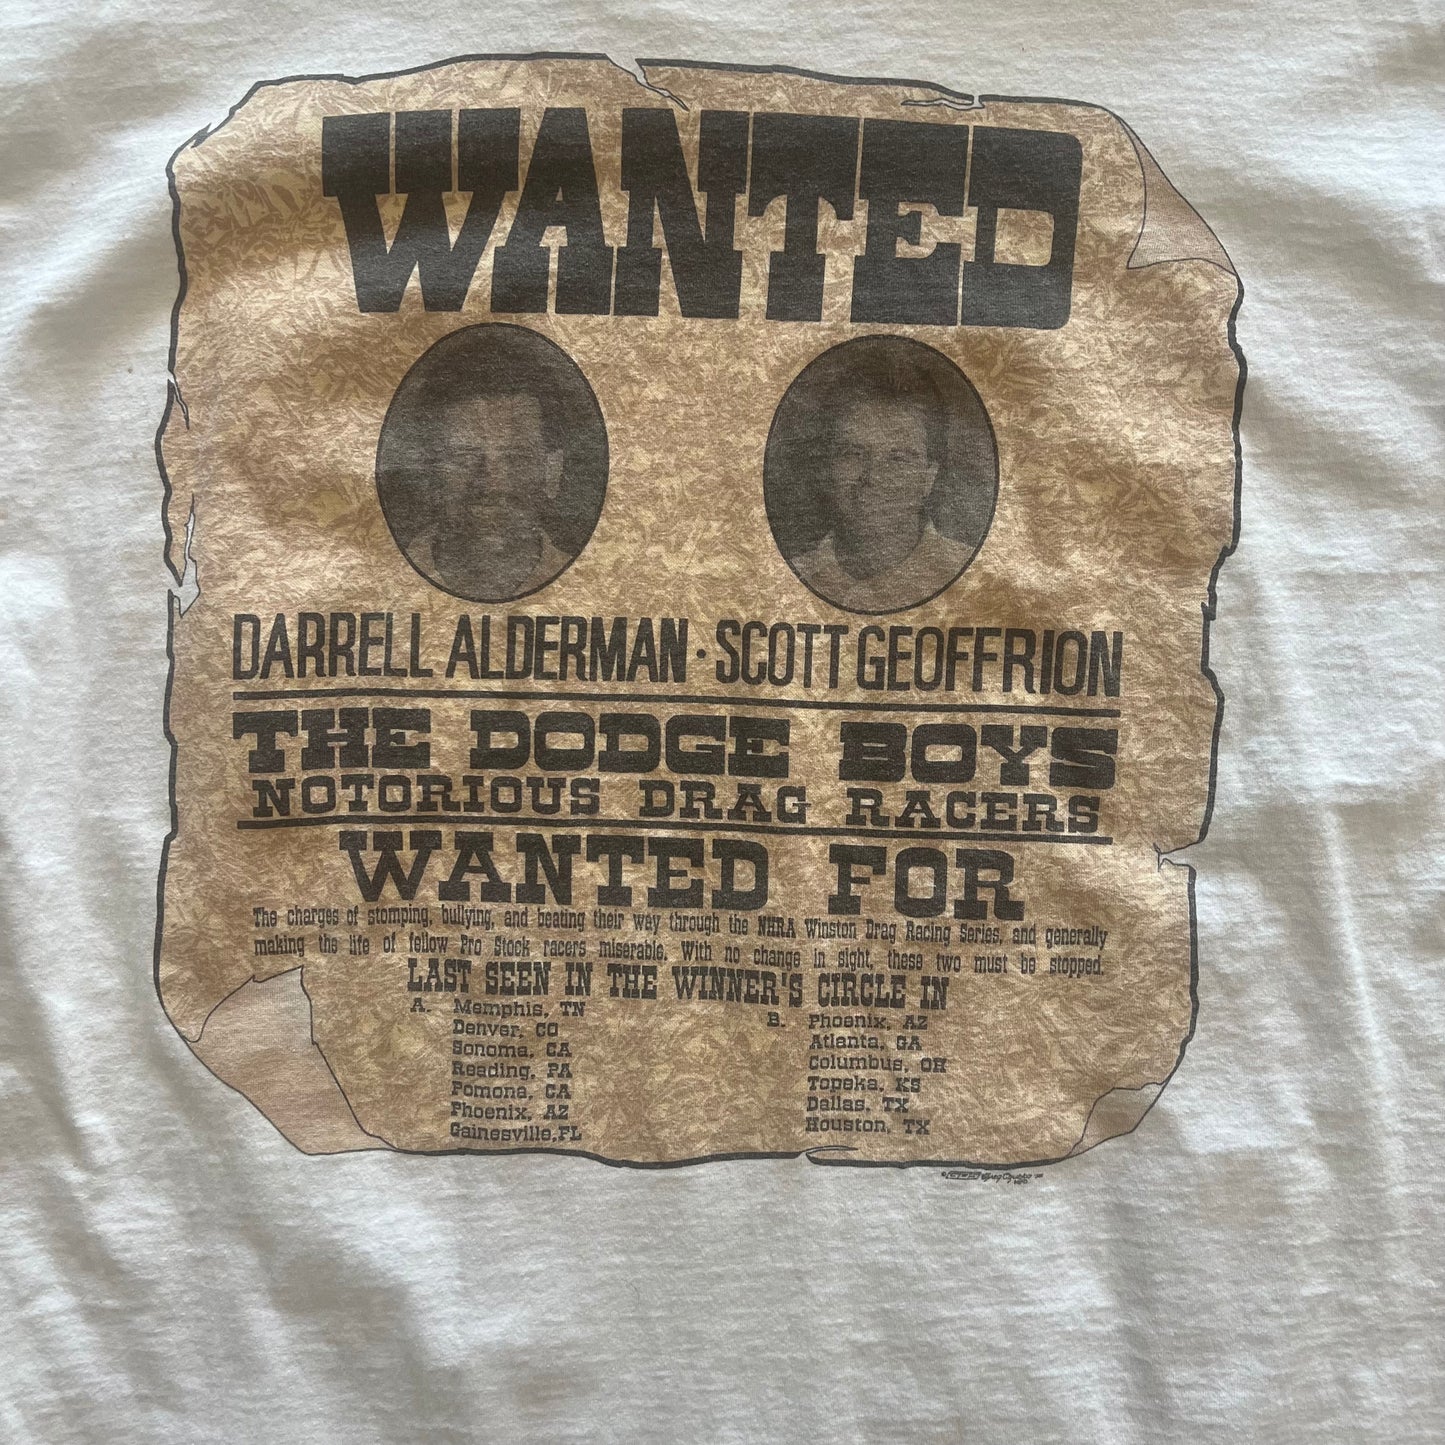 WANTED
DARRELL ALDERMAN · SCOTT GEOFFRION
THE DODGE BOYS
NOTORIOUS DRAG RACERS
WANTED FOR
The charges of stomping, bullying, and beating their way through the NHRA Winston Drag Racing Series, and generally
making the life of fellow Pro Stock racers miserable. With no change in sight, these two must be stopped.
LAST SEEN IN THE WINNER'S CIRCLE IN
A. Memphis, TN
Denver, CO
Sonoma, CA
Reading, PA
Pomona, CA
Phoenix, AZ
Gainesville, FL
B. Phoenix, AZ
Atlanta, GA
Columbus, OH
Topeka, KS
Dallas, TX
Houston, TX